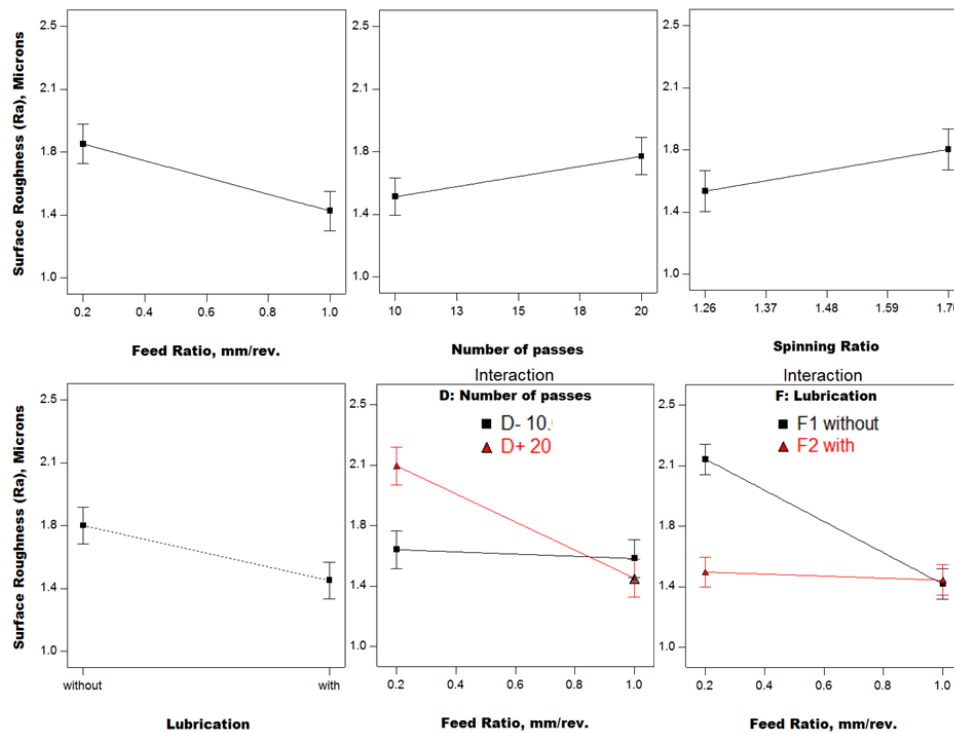 Surface Roughness (Ra), Microns
2.5
2.1
1.8
1.4
1.0
0.2 0.4 0.6 0.8 1.0
Feed Ratio, mm/rev.
2.5
2.1
1.8
1.4
1.0
10 13 15 18 20
Number of passes
2.5
2.1
1.8
1.4
1.0
1.26 1.37 1.48 1.59 1.70
Spinning Ratio
Surface Roughness (Ra), Microns
2.5
2.1
1.8
1.4
1.0
without with
Lubrication
Interaction
D: Number of passes
D- 10.
D+ 20
2.5
2.1
1.8
1.4
1.0
0.2 0.4 0.6 0.8 1.0
Feed Ratio, mm/rev.
Interaction
F: Lubrication
F1 without
F2 with
2.5
2.1
1.8
1.4
1.0
0.2 0.4 0.6 0.8 1.0
Feed Ratio, mm/rev.